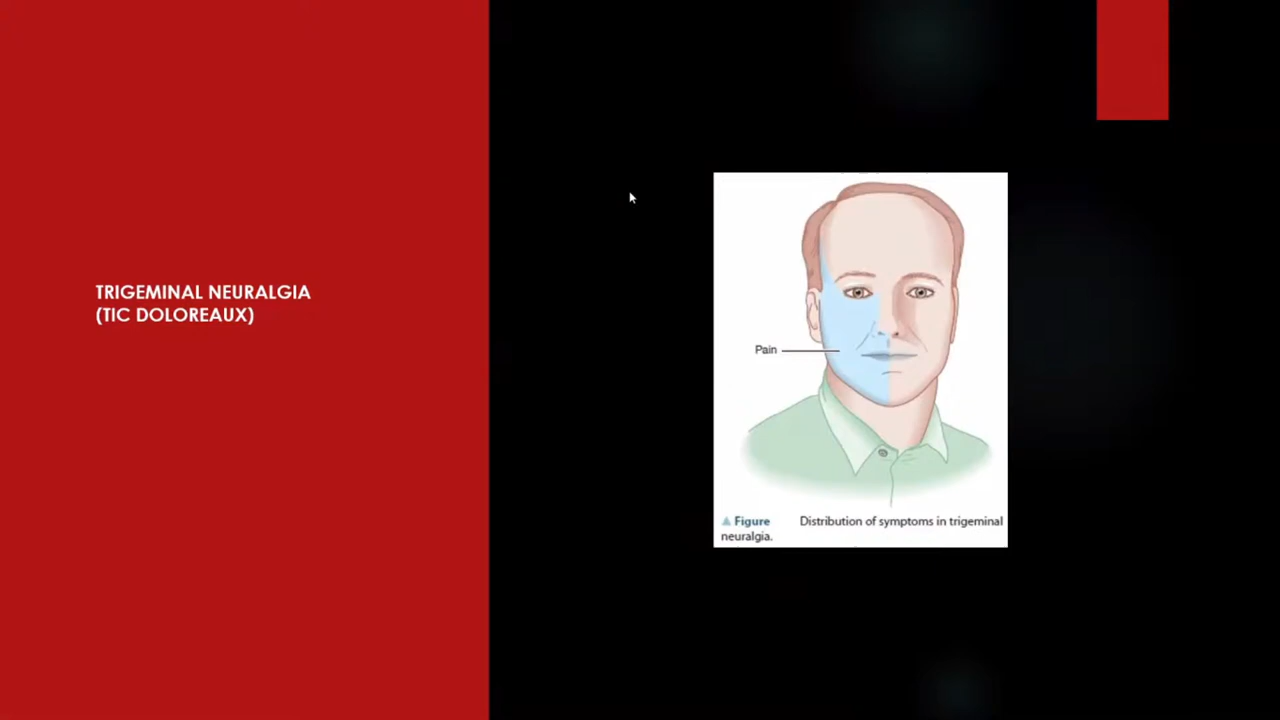 TRIGEMINAL NEURALGIA
(TIC DOLOREAUX)
Pain
▲ Figure Distribution of symptoms in trigeminal
neuralgia.